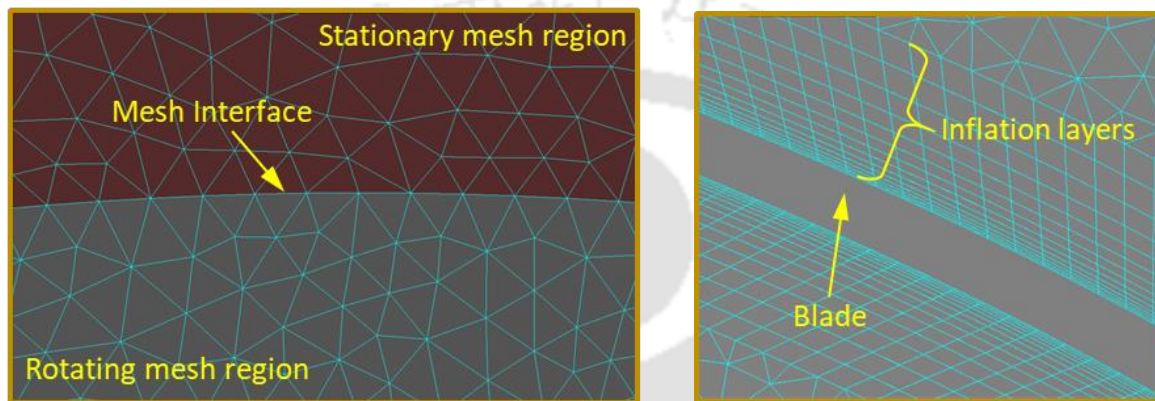 Stationary mesh region
Mesh Interface
Rotating mesh region
Inflation layers
Blade